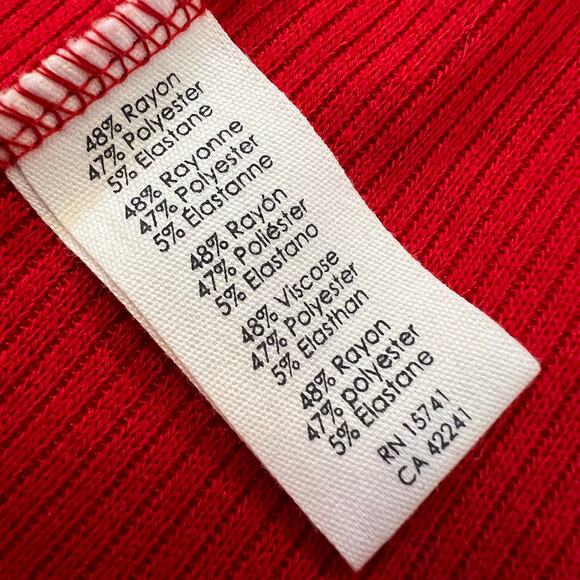 48% Rayon
47% Polyester
5% Elastane
48% Rayonne
47% Polyester
5% Élastanne
48% Rayón
47% Poliéster
5% Elastano
48% Viscose
47% Polyester
5% Elasthan
48% Rayon
47% polyester
5% Elastane
RN 15741
CA 42241